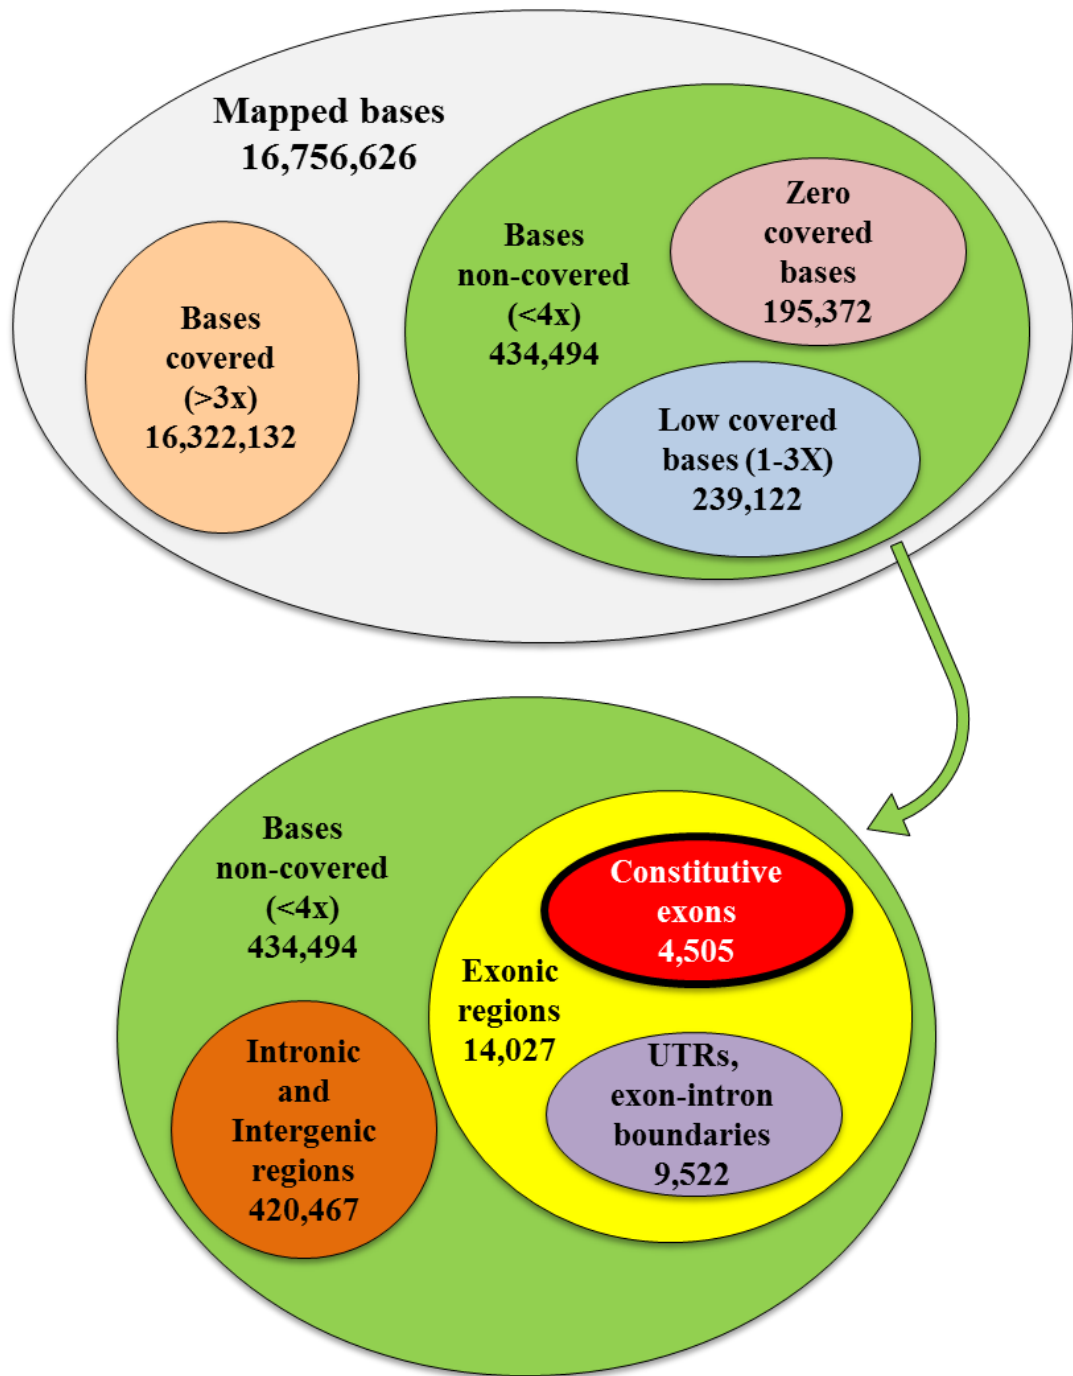 Mapped bases
16,756,626
Bases
covered
(>3x)
16,322,132
Bases
non-covered
(<4x)
434,494
Zero
covered
bases
195,372
Low covered
bases (1-3X)
239,122
Bases
non-covered
(<4x)
434,494
Intronic
and
Intergenic
regions
420,467
Exonic
regions
14,027
Constitutive
exons
4,505
UTRs,
exon-intron
boundaries
9,522